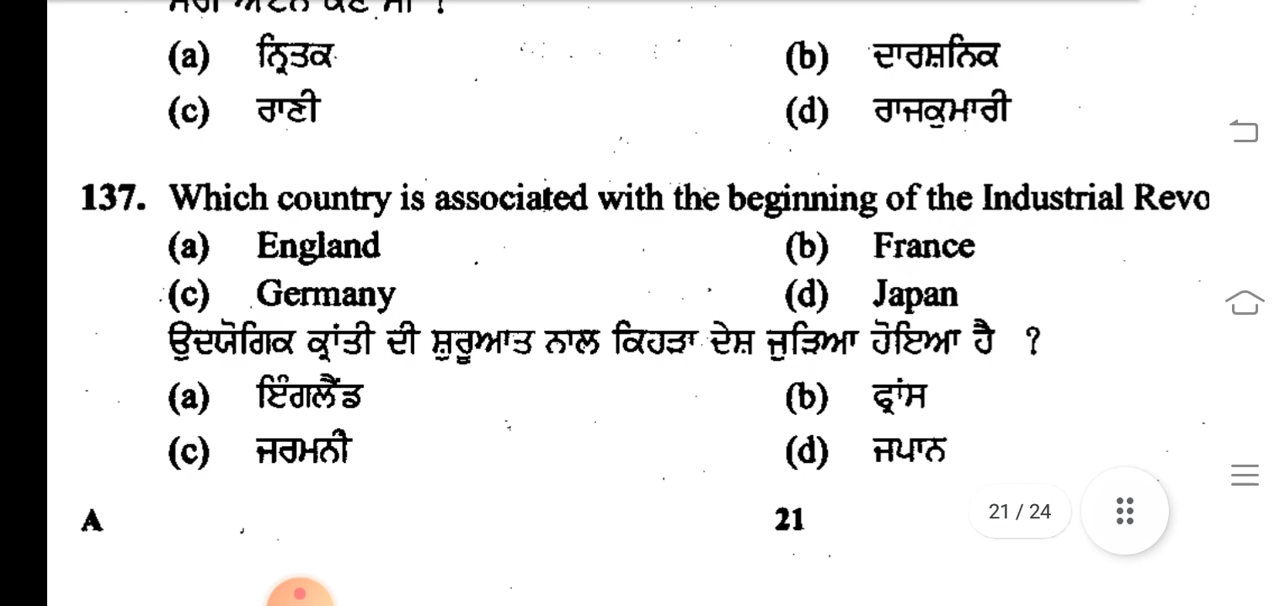 (a) ਨ੍ਰਿਤਕ (b) ਦਾਰਸ਼ਨਿਕ
(c) ਰਾਣੀ (d) ਰਾਜਕੁਮਾਰੀ
137. Which country is associated with the beginning of the Industrial Revo
(a) England (b) France
(c) Germany (d) Japan
ਉਦਯੋਗਿਕ ਕ੍ਰਾਂਤੀ ਦੀ ਸ਼ੁਰੂਆਤ ਨਾਲ ਕਿਹੜਾ ਦੇਸ਼ ਜੁੜਿਆ ਹੋਇਆ ਹੈ ?
(a) ਇੰਗਲੈਂਡ (b) ਫ੍ਰਾਂਸ
(c) ਜਰਮਨੀ (d) ਜਪਾਨ
A 21
21 / 24